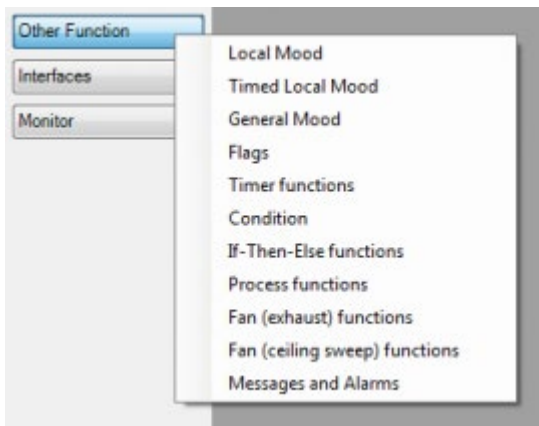 Other Function
Interfaces
Monitor
Local Mood
Timed Local Mood
General Mood
Flags
Timer functions
Condition
If-Then-Else functions
Process functions
Fan (exhaust) functions
Fan (ceiling sweep) functions
Messages and Alarms